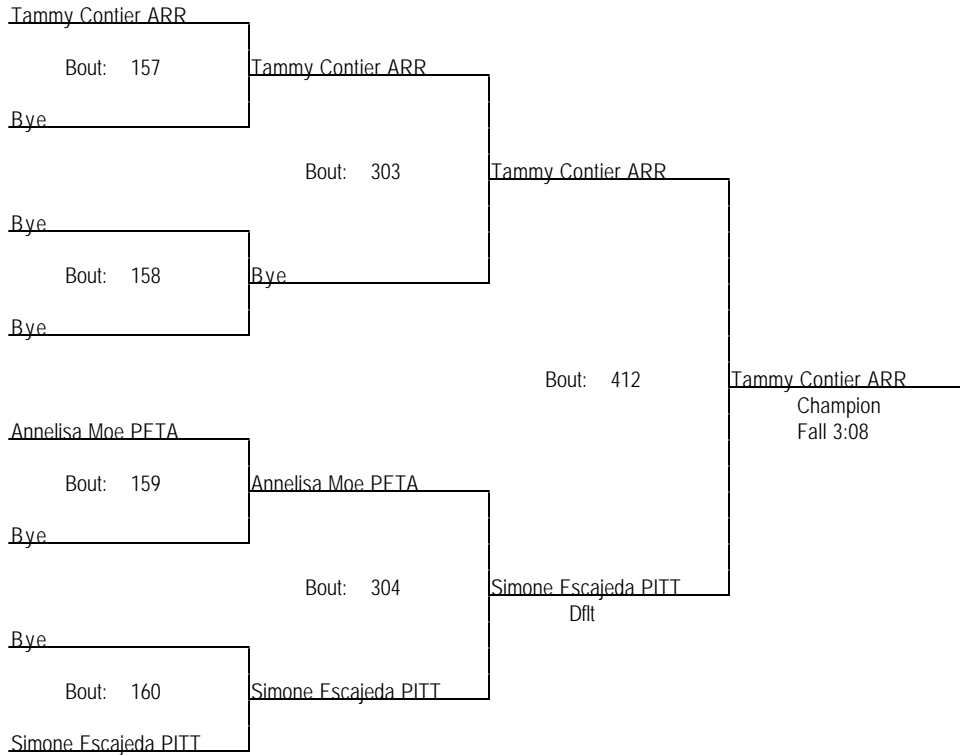 Tammy Contier ARR
Bout: 157
Tammy Contier ARR
Bye
Bout: 303
Tammy Contier ARR
Bye
Bout: 158
Bye
Bye
Bout: 412
Tammy Contier ARR
Champion
Fall 3:08
Annelisa Moe PETA
Bout: 159
Annelisa Moe PETA
Bye
Bout: 304
Simone Escajeda PITT
Dflt
Bye
Bout: 160
Simone Escajeda PITT
Simone Escajeda PITT